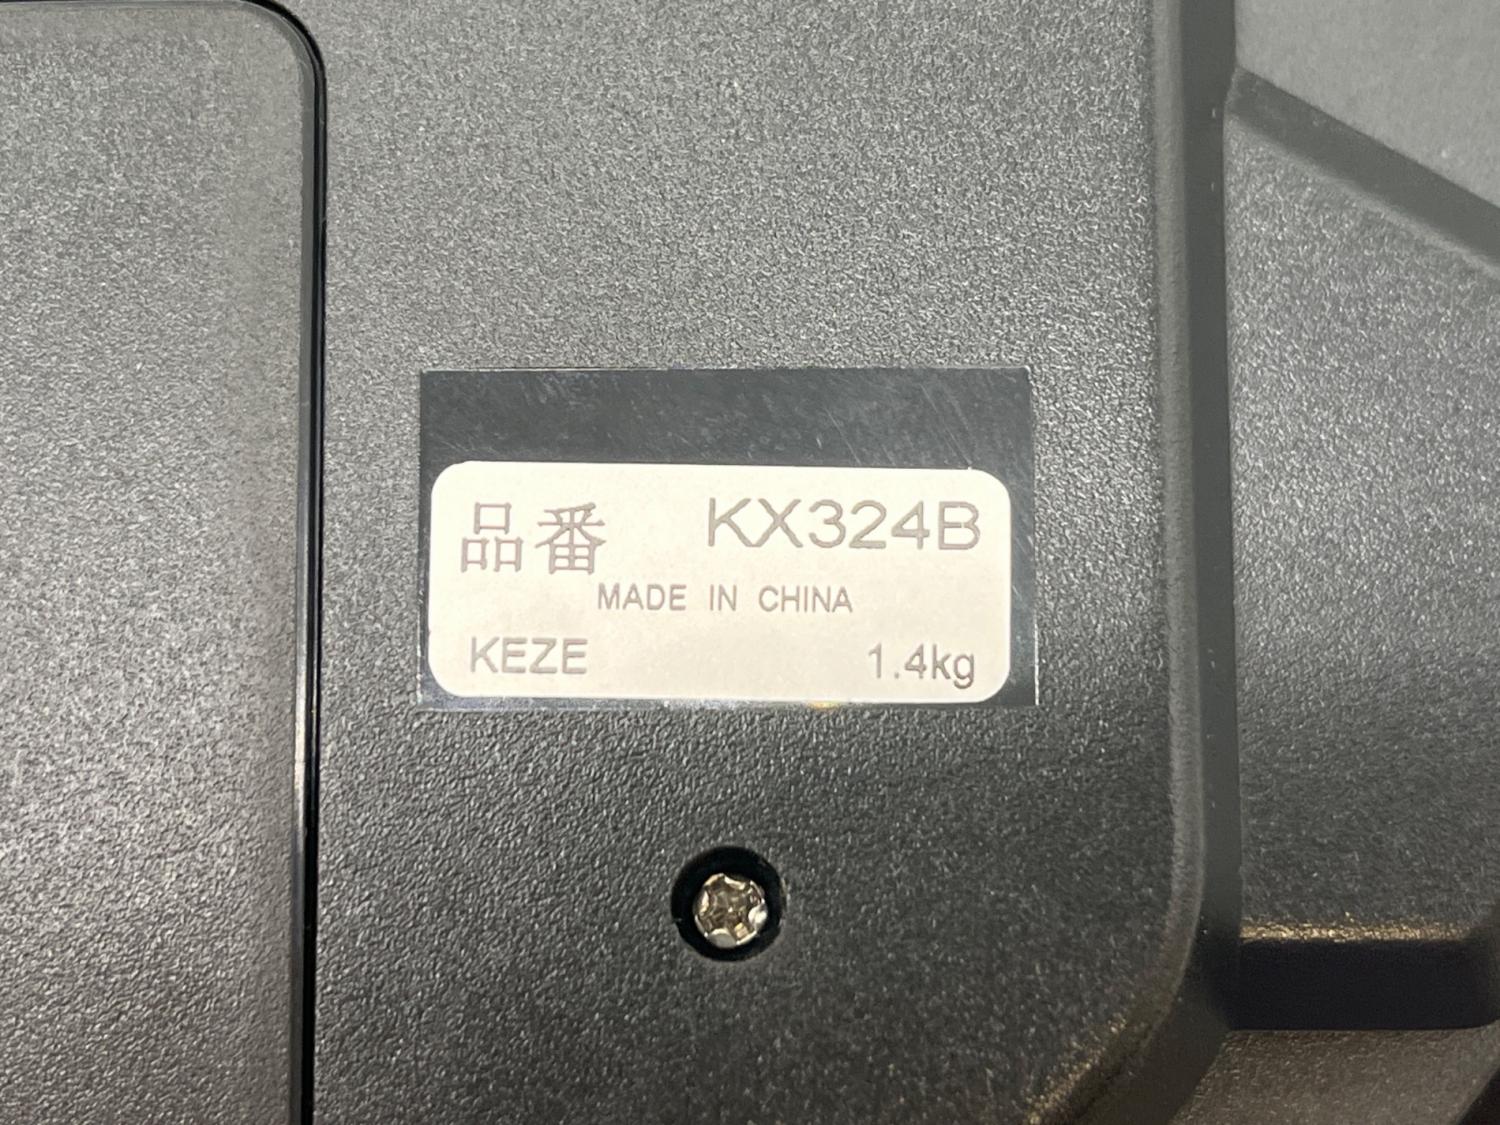 品番 KX324B
MADE IN CHINA
KEZE 1.4kg